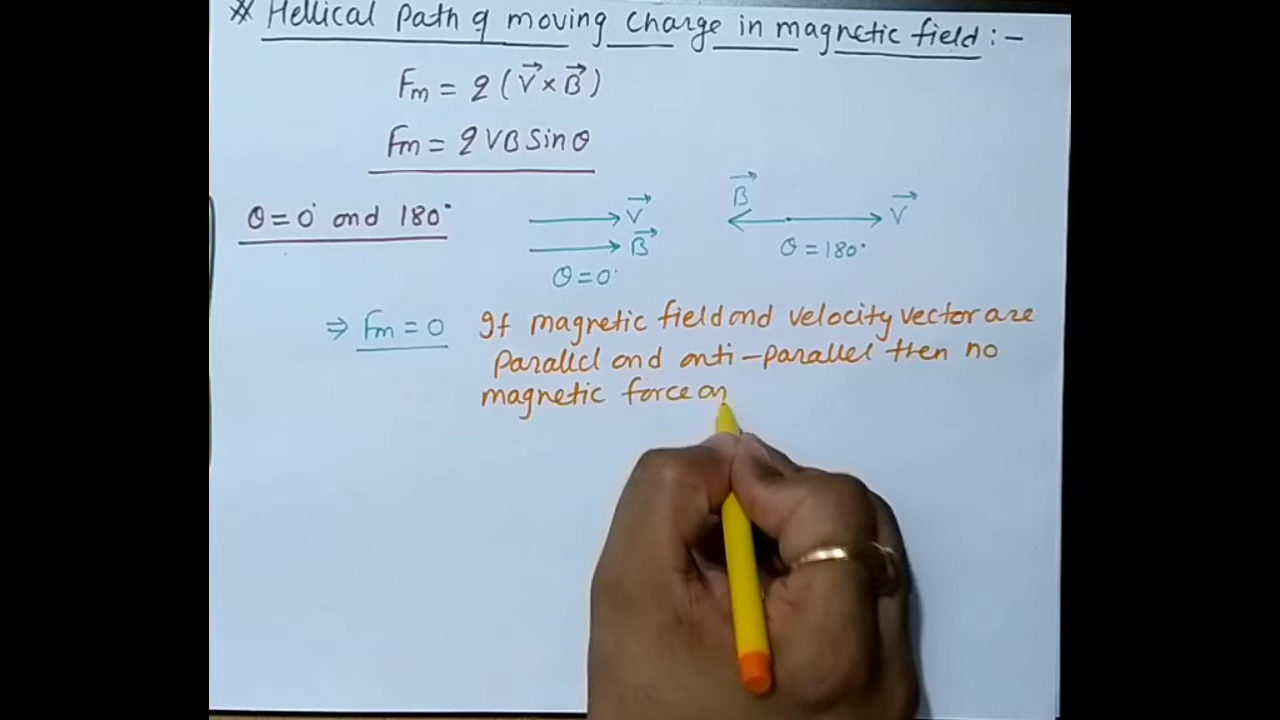 * Hellical Path of moving charge in magnetic field :-
Fm = q (V × B)
Fm = qVB Sinθ
θ = 0° and 180°
V
B
θ = 0°
B
V
θ = 180°
⇒ Fm = 0 If magnetic field and velocity vector are
Parallel and anti-parallel then no
magnetic force on